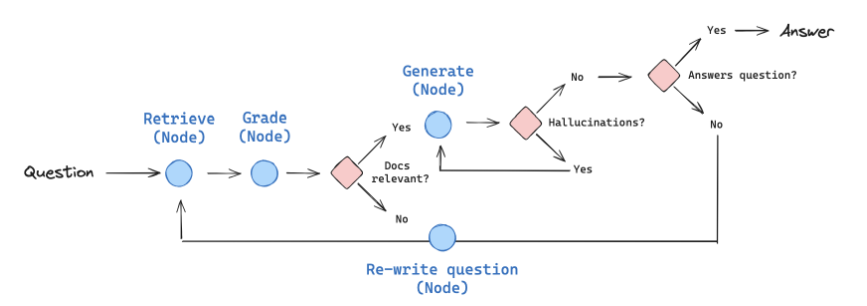 Yes
Answer
Generate
(Node)
No
Answers question?
Retrieve
(Node)
Grade
(Node)
Yes
Hallucinations?
No
Question
Docs
relevant?
Yes
No
Re-write question
(Node)